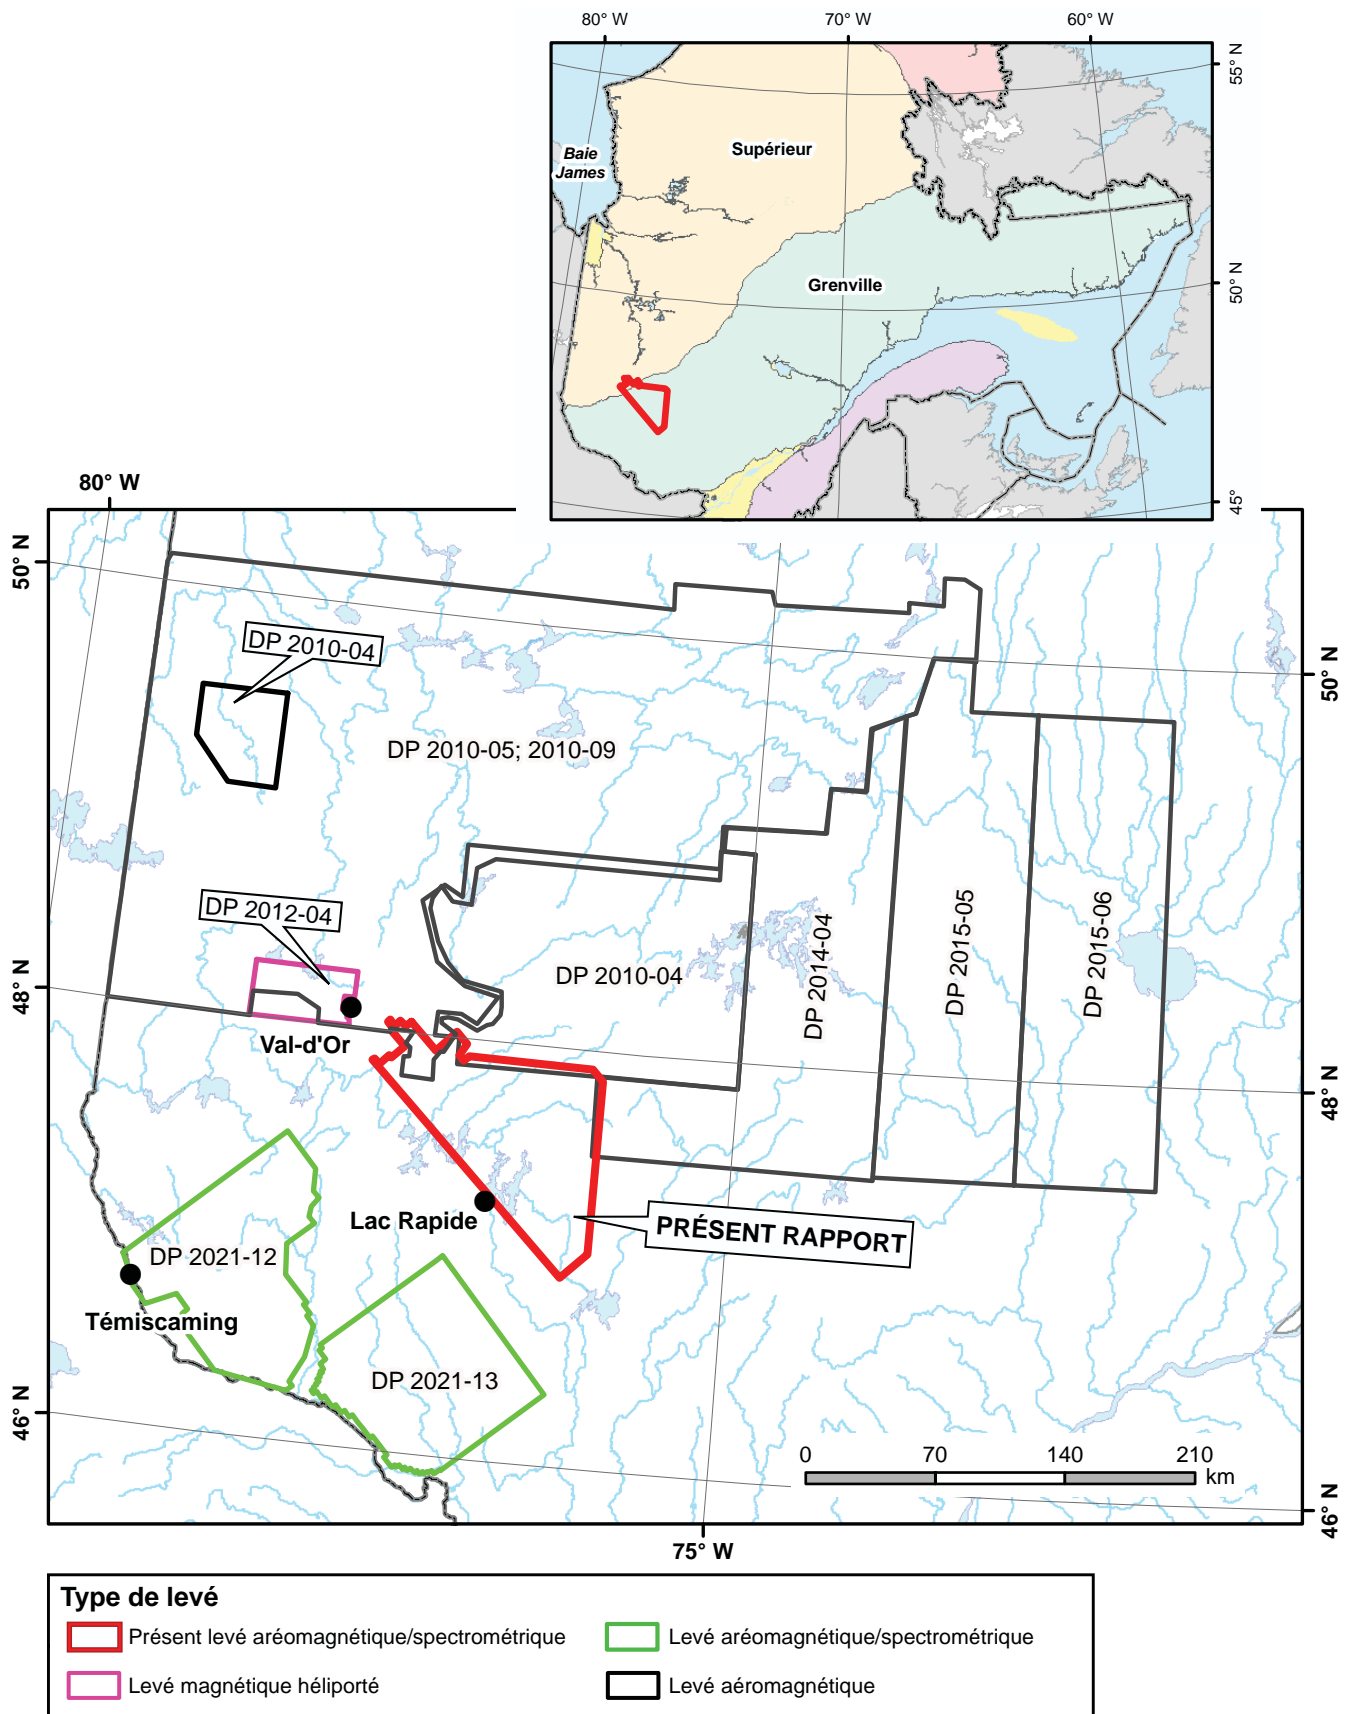 80° W
70° W
60° W
55° N
Supérieur
Baie
James
50° N
Grenville
45°
80° W
50° N
DP 2010-04
50° N
DP 2010-05; 2010-09
DP 2012-04
DP 2010-04
DP 2014-04
DP 2015-05
DP 2015-06
48° N
Val-d'Or
48° N
Lac Rapide
PRÉSENT RAPPORT
DP 2021-12
Témiscaming
DP 2021-13
46° N
0 70 140 210
km
46° N
75° W
Type de levé
Présent levé aréomagnétique/spectrométrique
Levé aréomagnétique/spectrométrique
Levé magnétique héliporté
Levé aéromagnétique